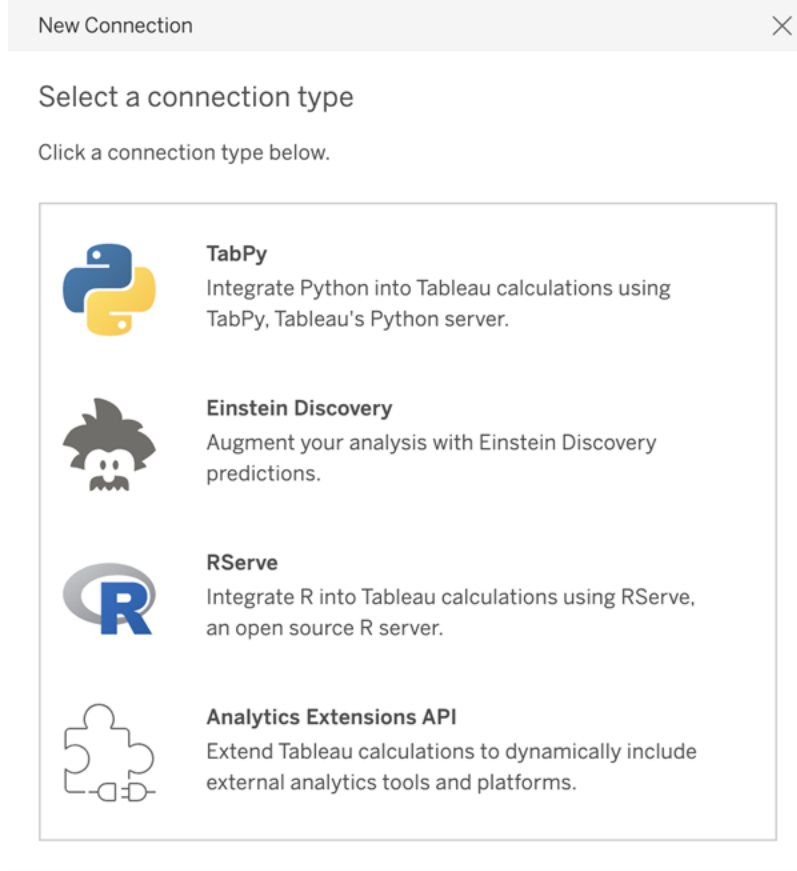 New Connection
Select a connection type
Click a connection type below.
TabPy
Integrate Python into Tableau calculations using
TabPy, Tableau's Python server.
Einstein Discovery
Augment your analysis with Einstein Discovery
predictions.
R
RServe
Integrate R into Tableau calculations using RServe,
an open source R server.
Analytics Extensions API
Extend Tableau calculations to dynamically include
external analytics tools and platforms.